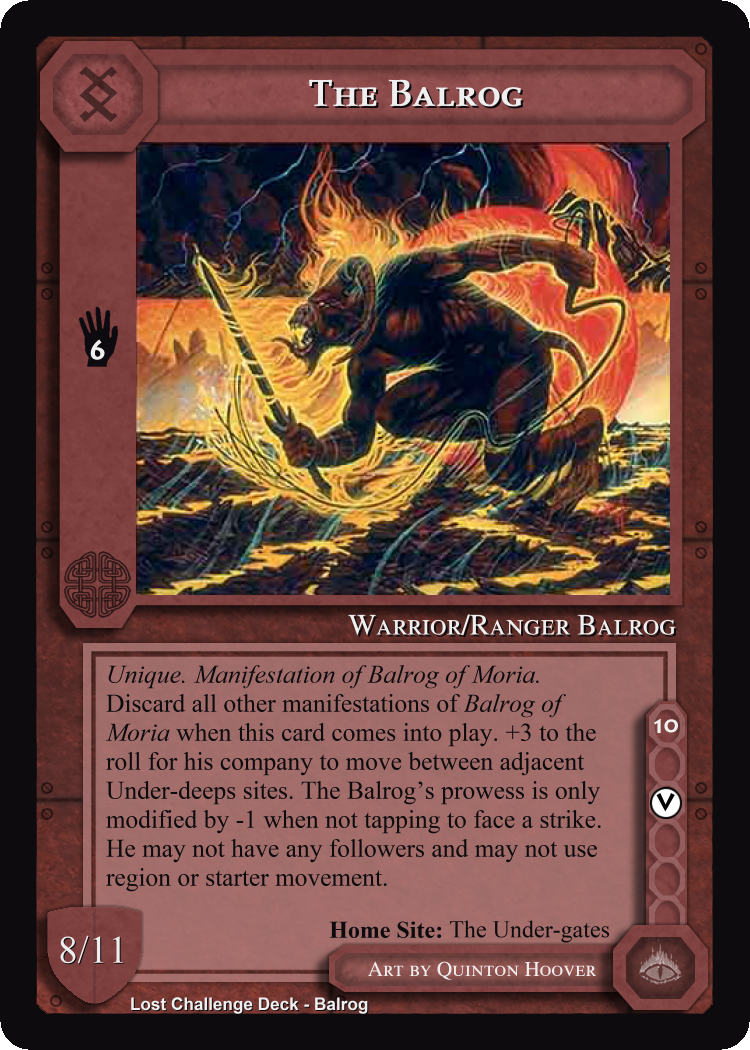 The Balrog
6
Warrior/Ranger Balrog
Unique. Manifestation of Balrog of Moria.
Discard all other manifestations of Balrog of
Moria when this card comes into play. +3 to the
roll for his company to move between adjacent
Under-deeps sites. The Balrog’s prowess is only
modified by -1 when not tapping to face a strike.
He may not have any followers and may not use
region or starter movement.
10
V
Home Site: The Under-gates
8/11
Art by Quinton Hoover
Lost Challenge Deck - Balrog